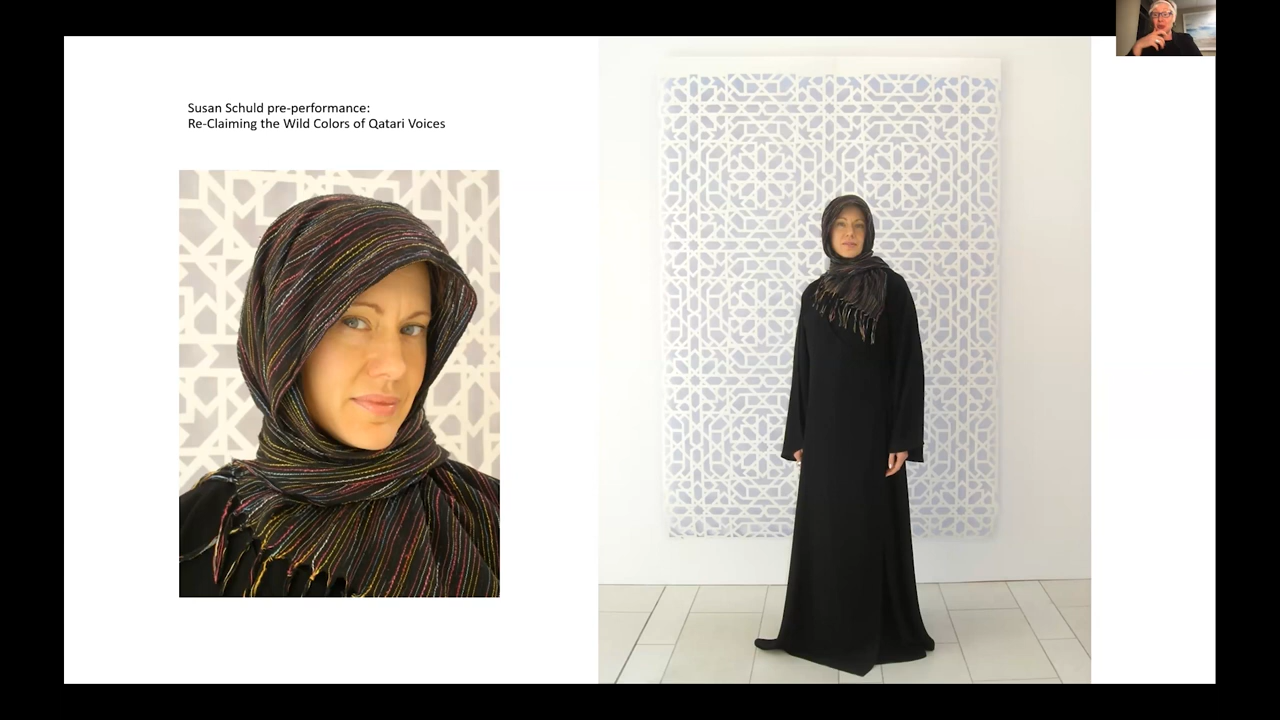 Susan Schuld pre-performance:
Re-Claiming the Wild Colors of Qatari Voices